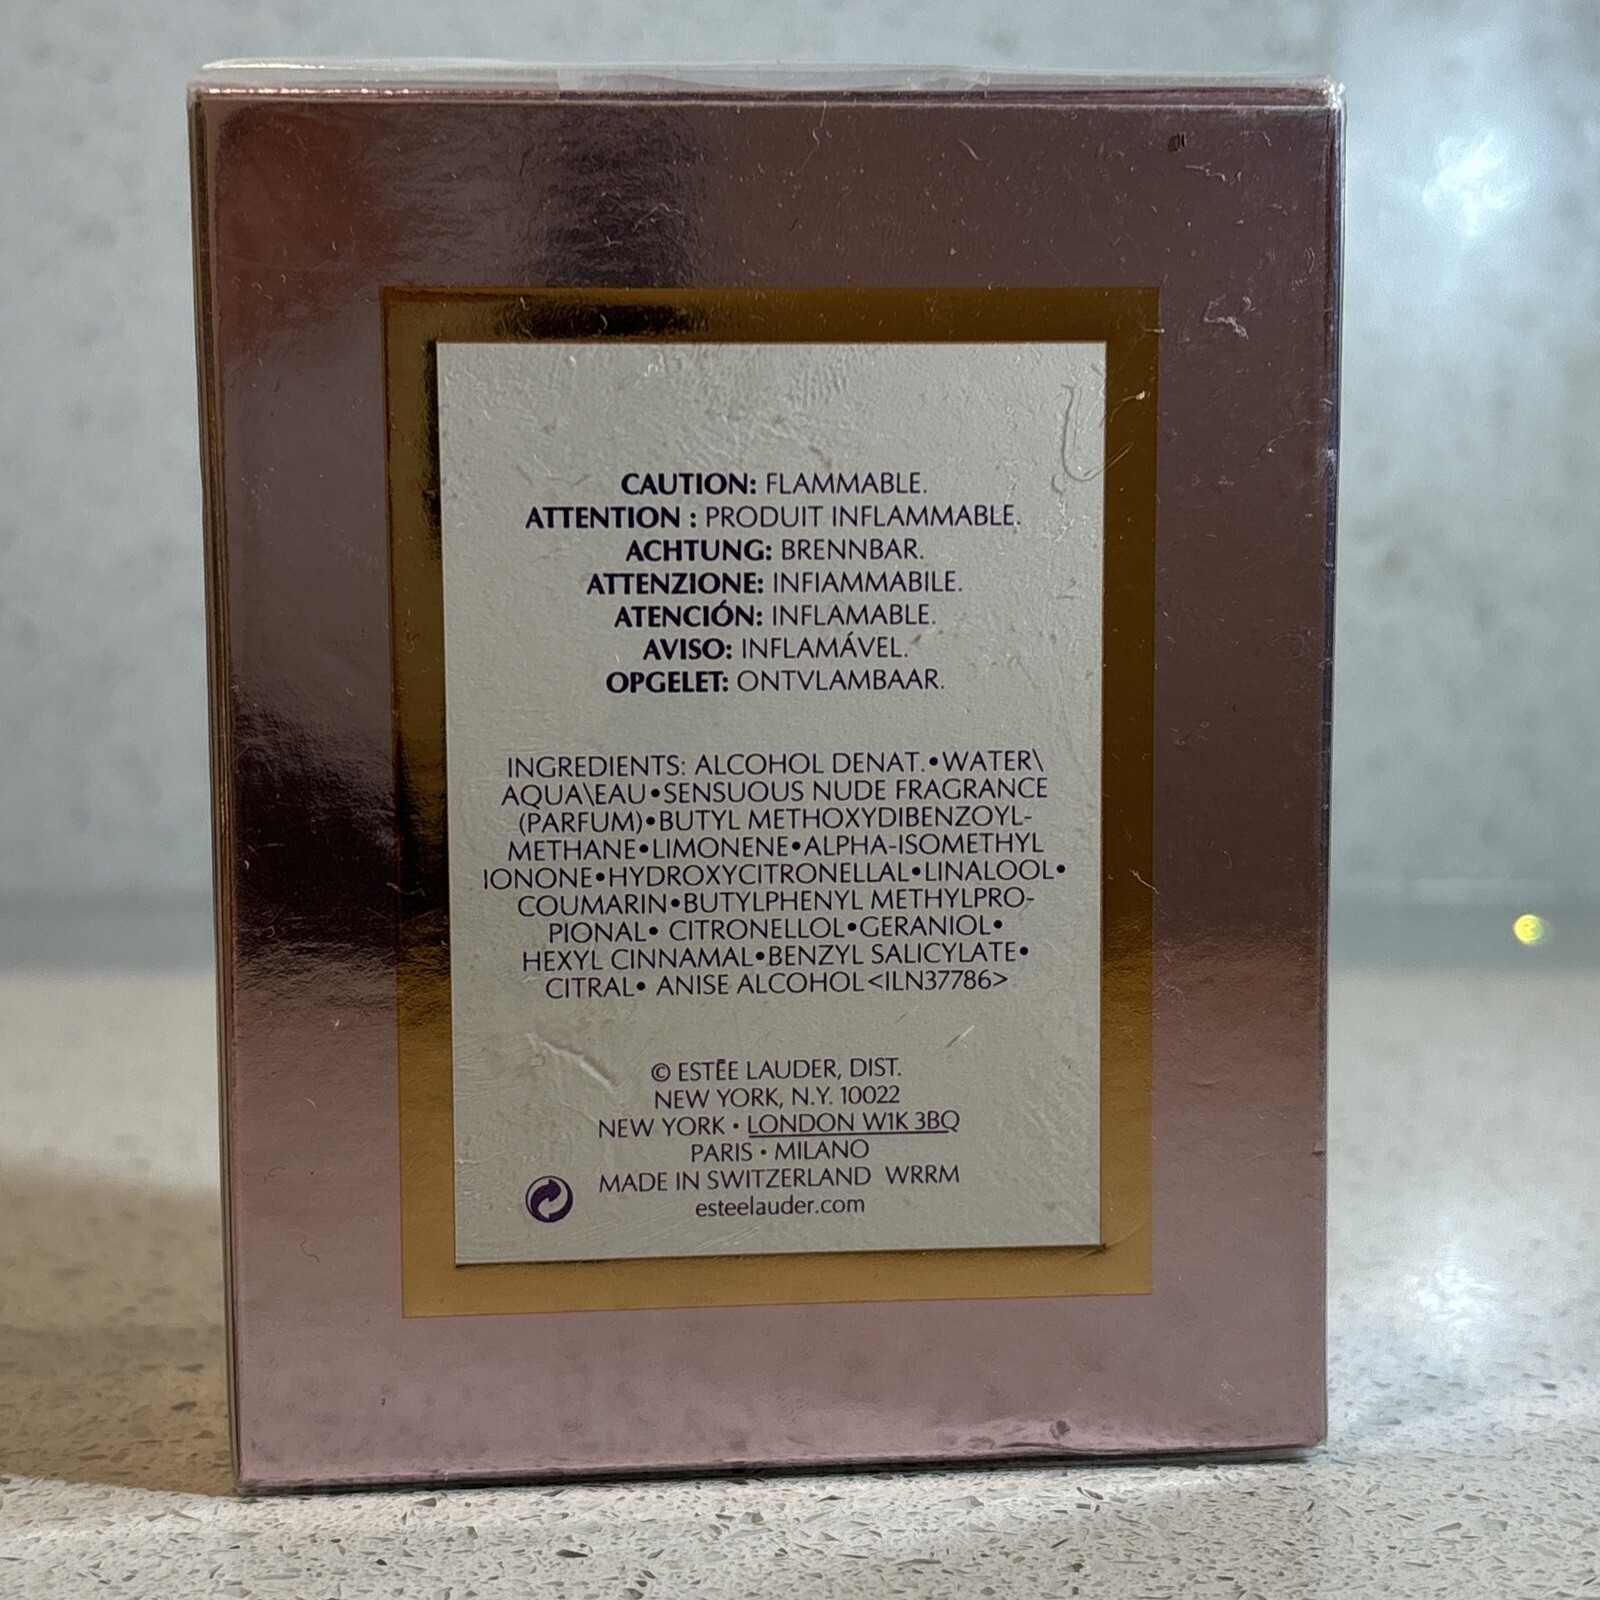 CAUTION: FLAMMABLE.
ATTENTION : PRODUIT INFLAMMABLE.
ACHTUNG: BRENNBAR.
ATTENZIONE: INFIAMMABILE.
ATENCIÓN: INFLAMABLE.
AVISO: INFLAMÁVEL.
OPGELET: ONTVLAMBAAR.
INGREDIENTS: ALCOHOL DENAT.•WATER\
AQUA\EAU•SENSUOUS NUDE FRAGRANCE
(PARFUM)•BUTYL METHOXYDIBENZOYL-
METHANE•LIMONENE•ALPHA-ISOMETHYL
IONONE•HYDROXYCITRONELLAL•LINALOOL•
COUMARIN•BUTYLPHENYL METHYLPRO-
PIONAL• CITRONELLOL•GERANIOL•
HEXYL CINNAMAL•BENZYL SALICYLATE•
CITRAL• ANISE ALCOHOL<ILN37786>
© ESTĒE LAUDER, DIST.
NEW YORK, N.Y. 10022
NEW YORK • LONDON W1K 3BQ
PARIS • MILANO
MADE IN SWITZERLAND WRRM
esteelauder.com